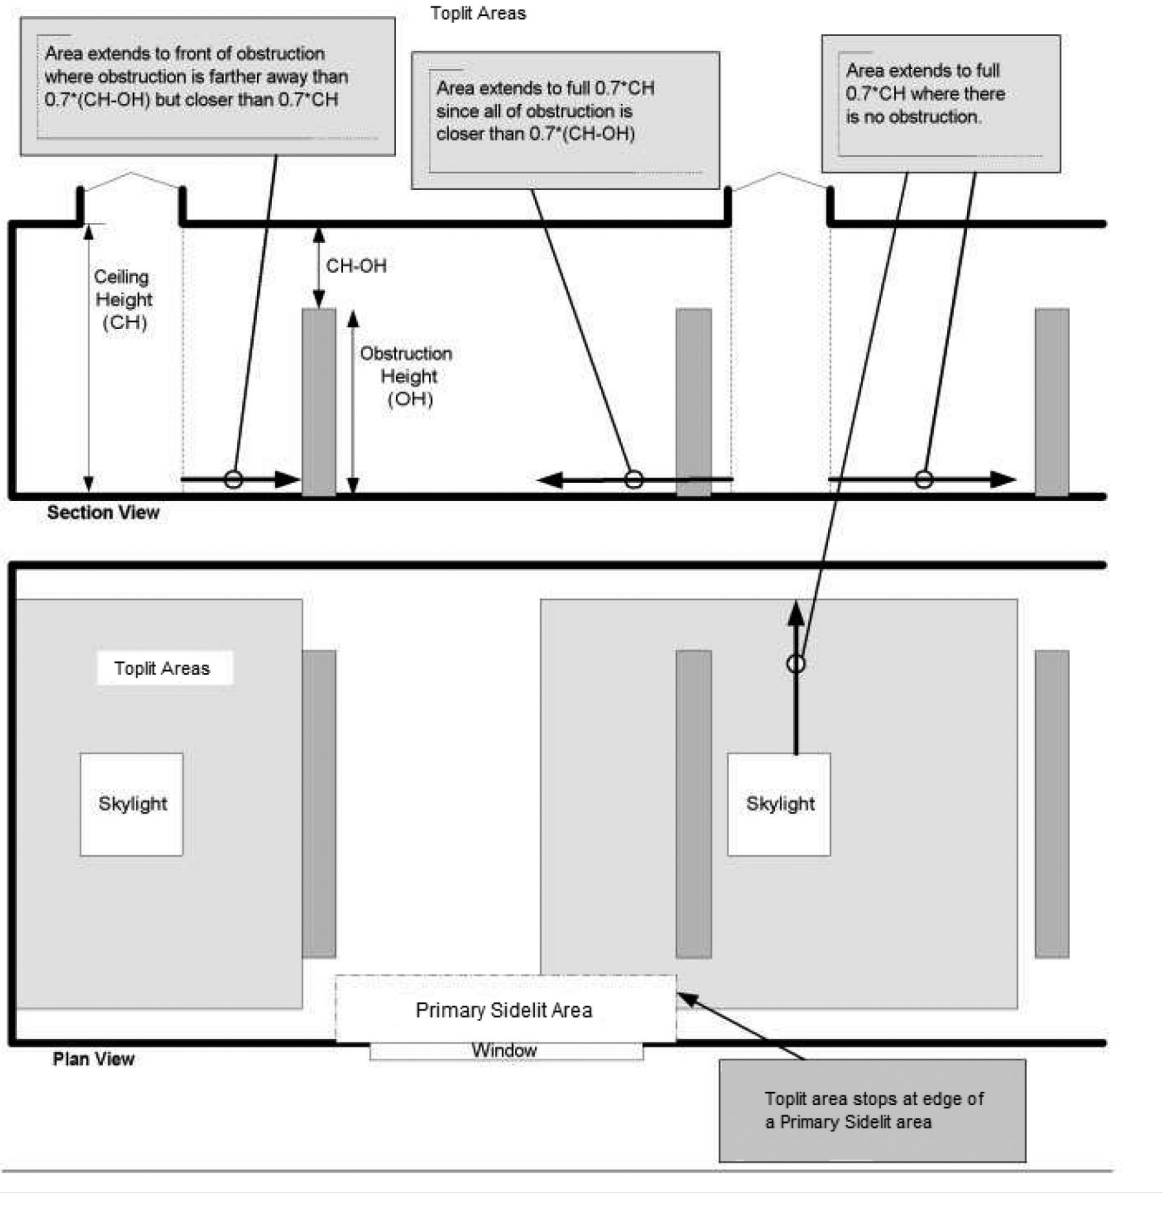 Toplit Areas
Area extends to front of obstruction
where obstruction is farther away than
0.7*(CH-OH) but closer than 0.7*CH
Area extends to full 0.7*CH
since all of obstruction is
closer than 0.7*(CH-OH)
Area extends to full
0.7*CH where there
is no obstruction.
Ceiling
Height
(CH)
CH-OH
Obstruction
Height
(OH)
Section View
Toplit Areas
Skylight
Skylight
Primary Sidelit Area
Window
Plan View
Toplit area stops at edge of
a Primary Sidelit area